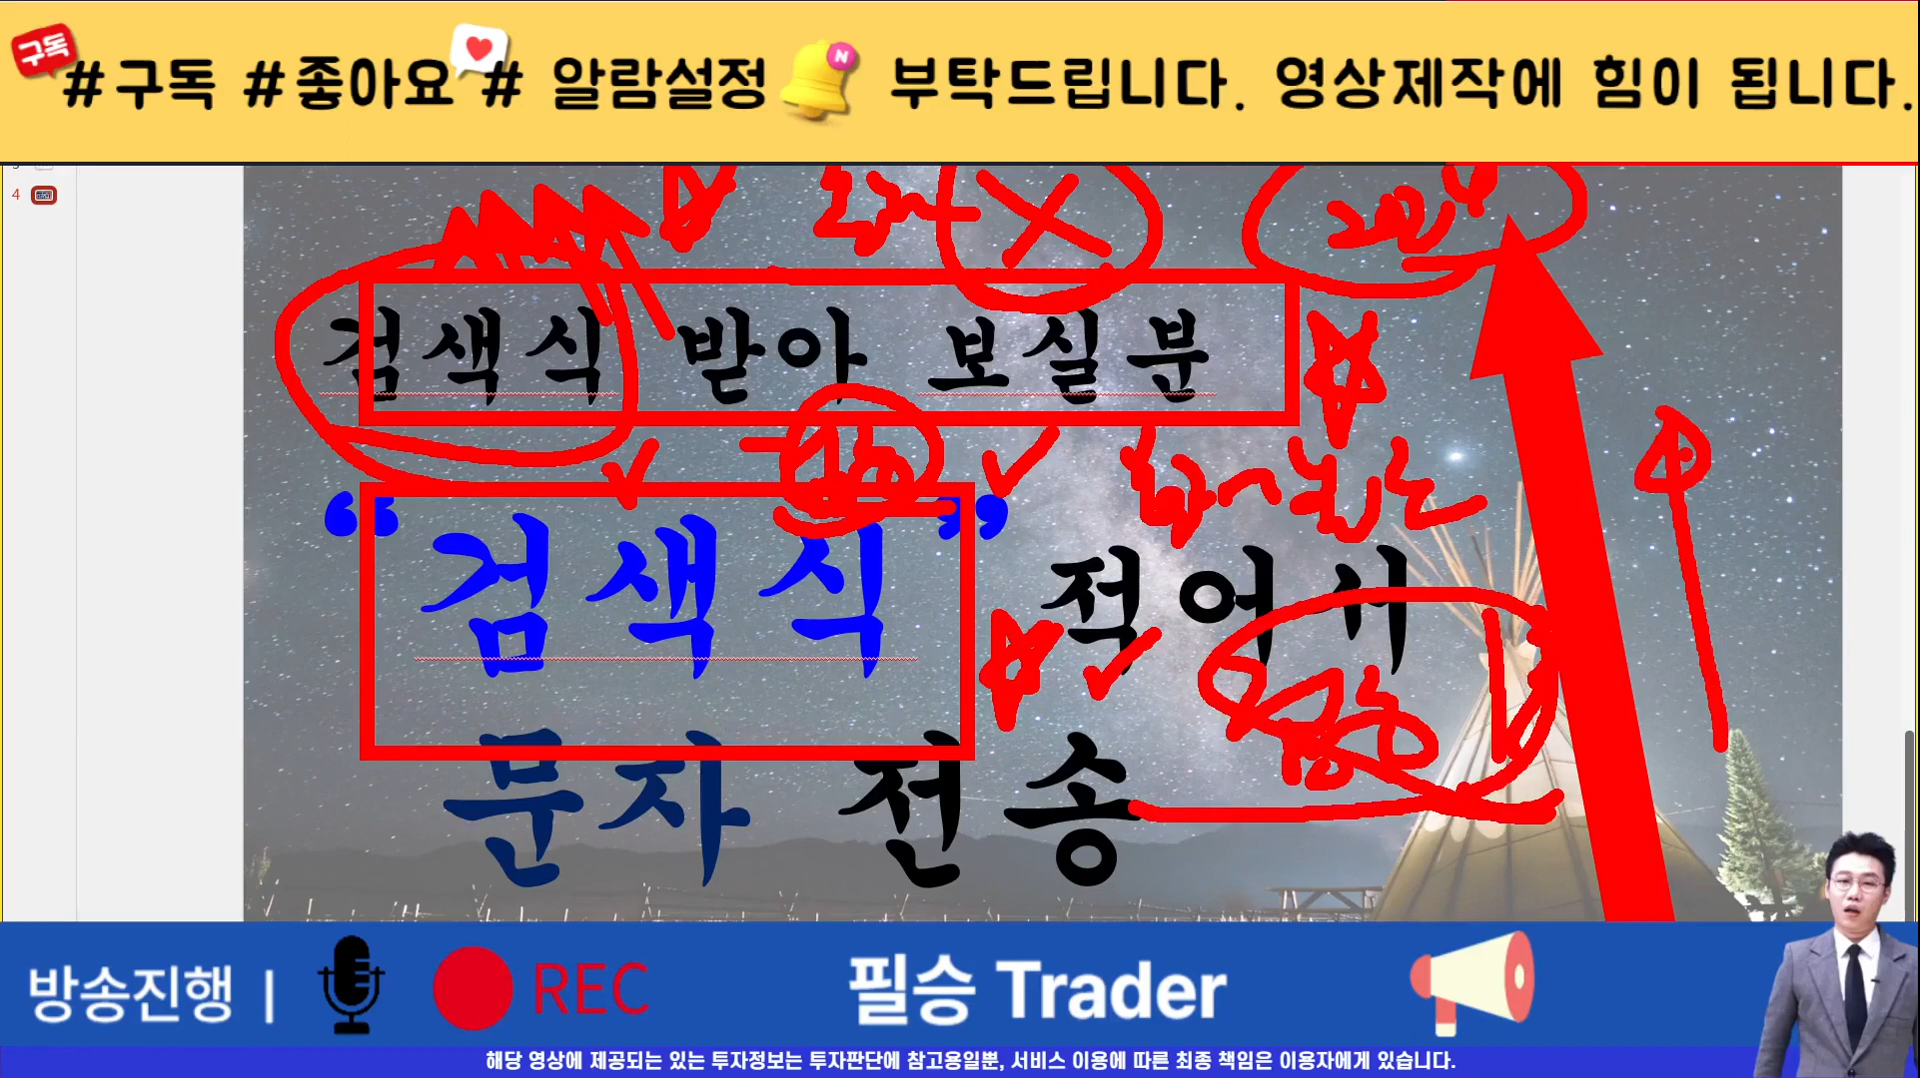 구독
#구독 #좋아요 # 알람설정 N 부탁드립니다. 영상제작에 힘이 됩니다.
4
검색식 받아 보실분
“검색식” 적어서
문자 전송
방송진행 | REC 필승 Trader
해당 영상에 제공되는 있는 투자정보는 투자판단에 참고용일뿐, 서비스 이용에 따른 최종 책임은 이용자에게 있습니다.